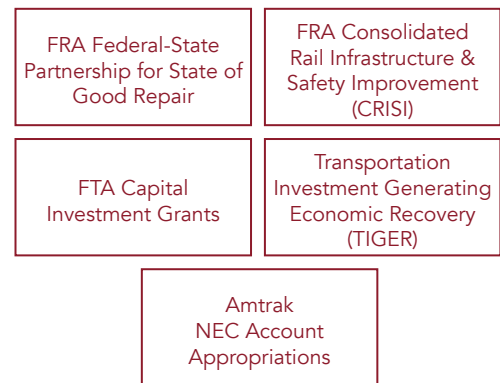 FRA Federal-State
Partnership for State of
Good Repair
FRA Consolidated
Rail Infrastructure &
Safety Improvement
(CRISI)
FTA Capital
Investment Grants
Transportation
Investment Generating
Economic Recovery
(TIGER)
Amtrak
NEC Account
Appropriations